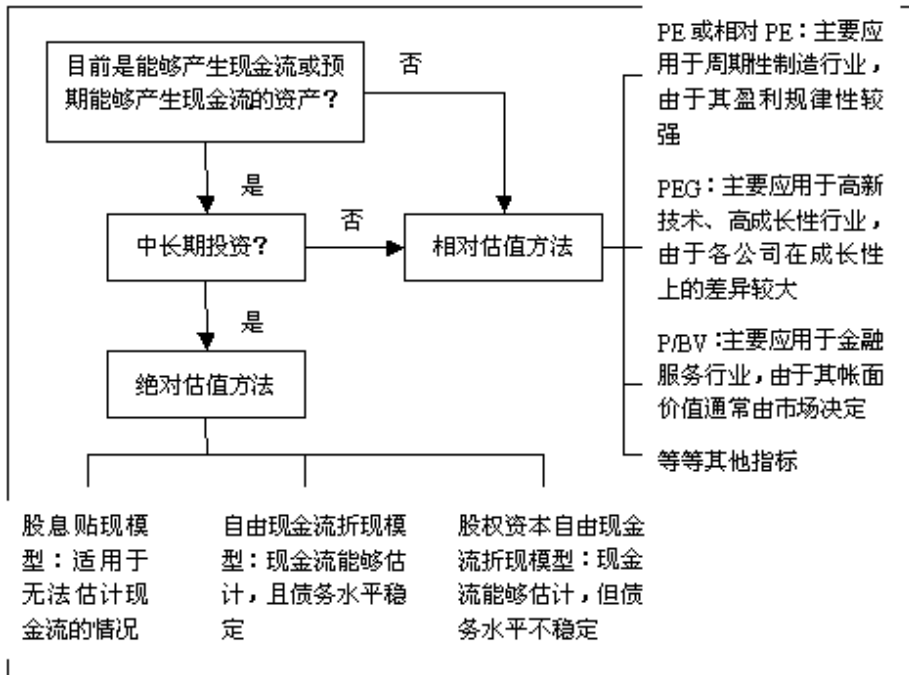 目前是能够产生现金流或预
期能够产生现金流的资产？
否
是
中长期投资？
否
相对估值方法
是
绝对估值方法
PE 或相对 PE：主要应
用于周期性制造行业，
由于其盈利规律性较
强
PEG：主要应用于高新
技术、高成长性行业，
由于各公司在成长性
上的差异较大
P/BV：主要应用于金融
服务行业，由于其帐面
价值通常由市场决定
等等其他指标
股息贴现模
型：适用于
无法估计现
金流的情况
自由现金流折现模
型：现金流能够估
计，且债务水平稳
定
股权资本自由现金
流折现模型：现金
流能够估计，但债
务水平不稳定